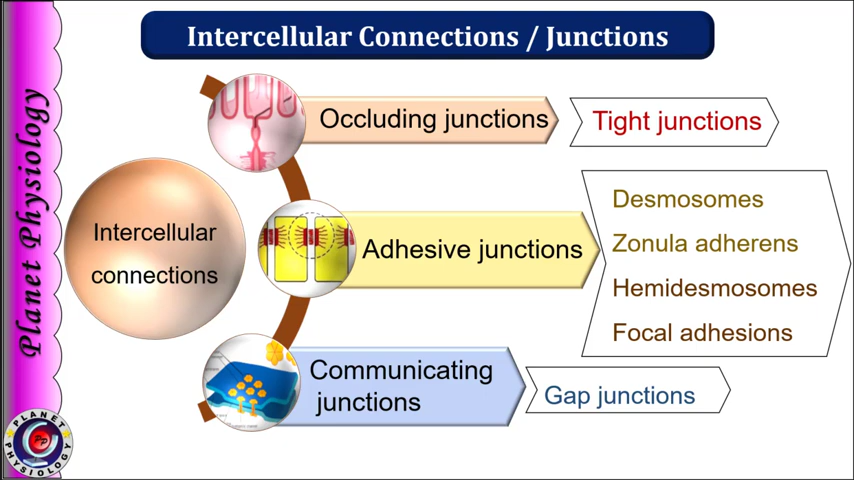 Intercellular Connections / Junctions
Planet Physiology
Occluding junctions
Tight junctions
Intercellular
connections
Adhesive junctions
Desmosomes
Zonula adherens
Hemidesmosomes
Focal adhesions
Communicating
junctions
Gap junctions
PLANET
PHYSIOLOGY